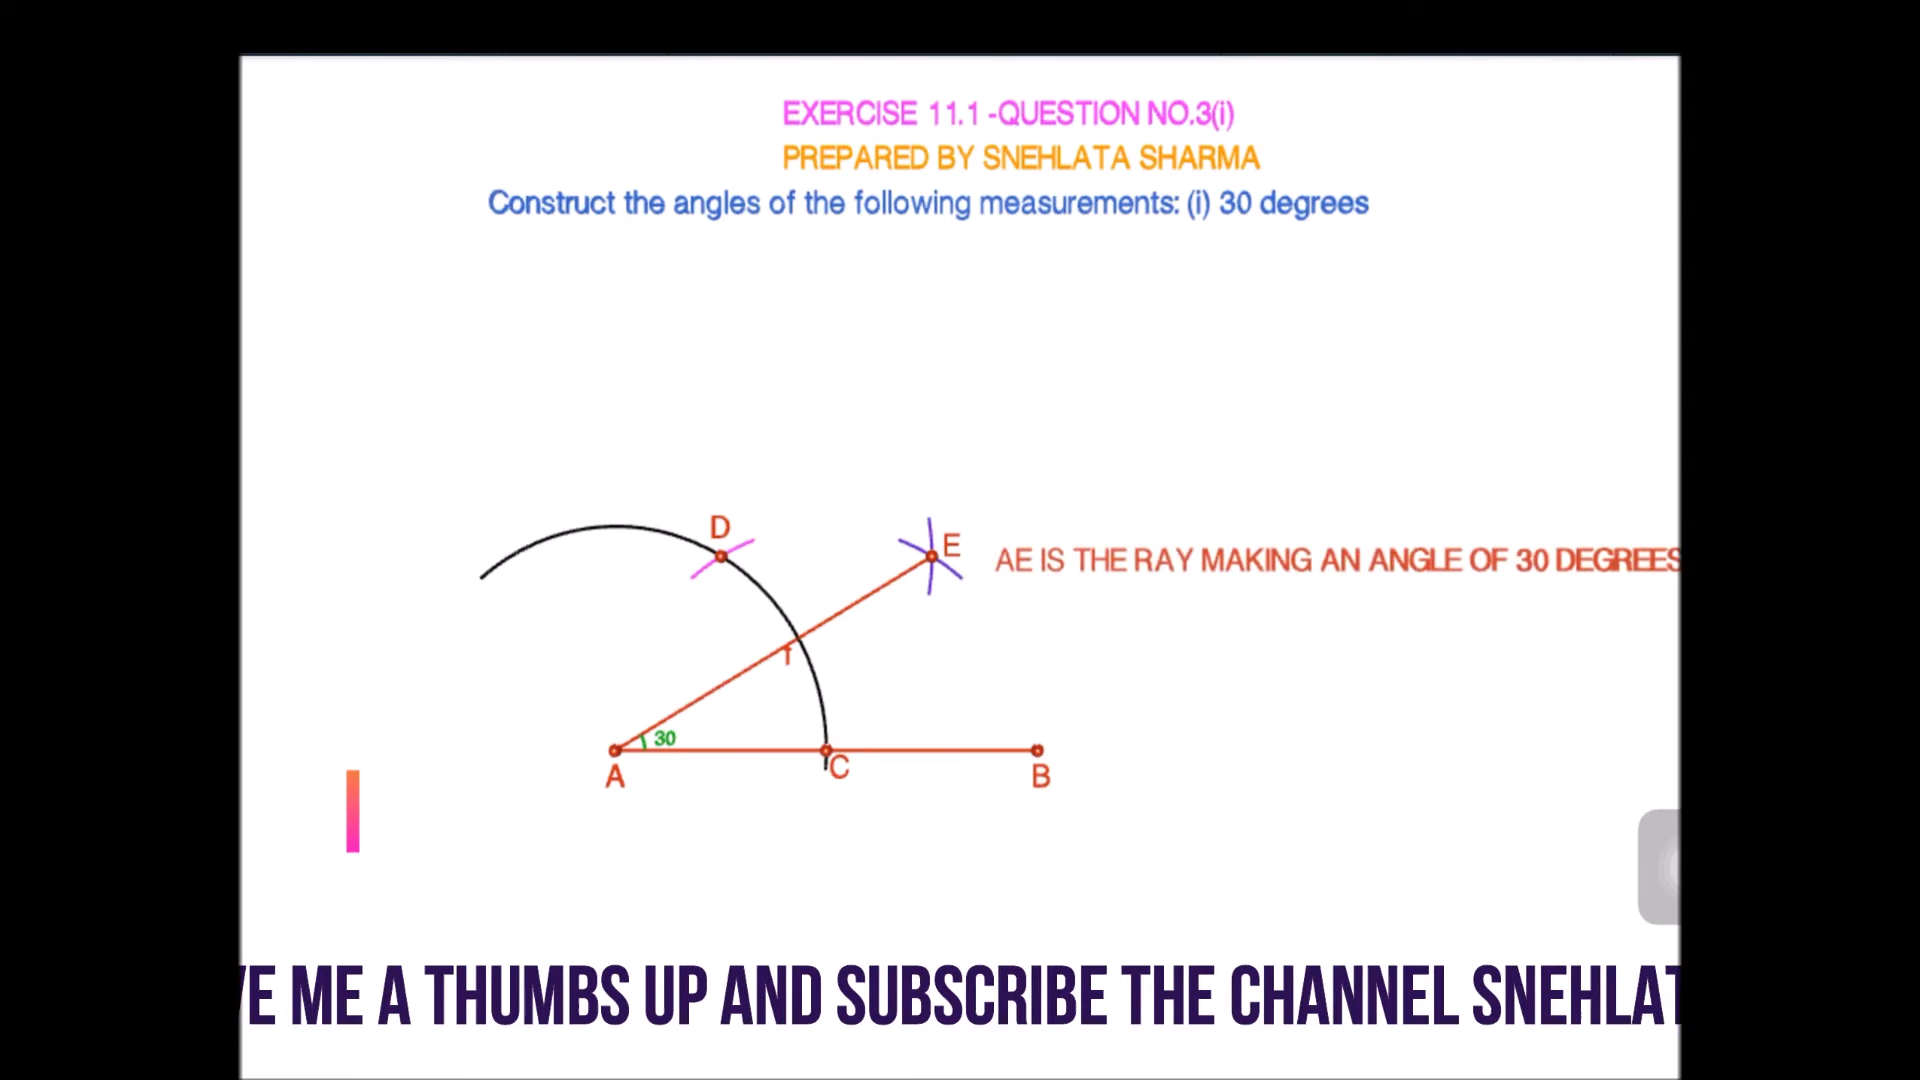 EXERCISE 11.1 -QUESTION NO.3(i)
PREPARED BY SNEHLATA SHARMA
Construct the angles of the following measurements: (i) 30 degrees
D
E
AE IS THE RAY MAKING AN ANGLE OF 30 DEGREES
30
A
C
B
ME A THUMBS UP AND SUBSCRIBE THE CHANNEL